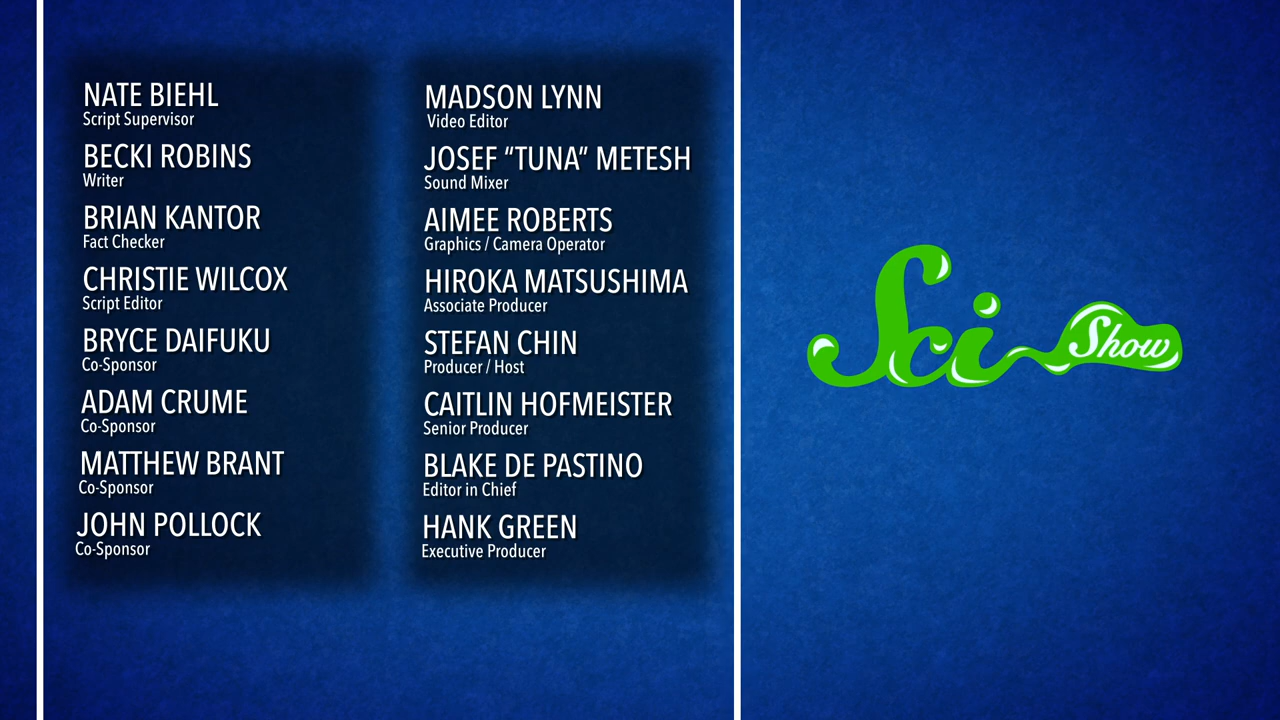 NATE BIEHL
Script Supervisor
BECKI ROBINS
Writer
BRIAN KANTOR
Fact Checker
CHRISTIE WILCOX
Script Editor
BRYCE DAIFUKU
Co-Sponsor
ADAM CRUME
Co-Sponsor
MATTHEW BRANT
Co-Sponsor
JOHN POLLOCK
Co-Sponsor
MADSON LYNN
Video Editor
JOSEF “TUNA” METESH
Sound Mixer
AIMEE ROBERTS
Graphics / Camera Operator
HIROKA MATSUSHIMA
Associate Producer
STEFAN CHIN
Producer / Host
CAITLIN HOFMEISTER
Senior Producer
BLAKE DE PASTINO
Editor in Chief
HANK GREEN
Executive Producer
Sci Show